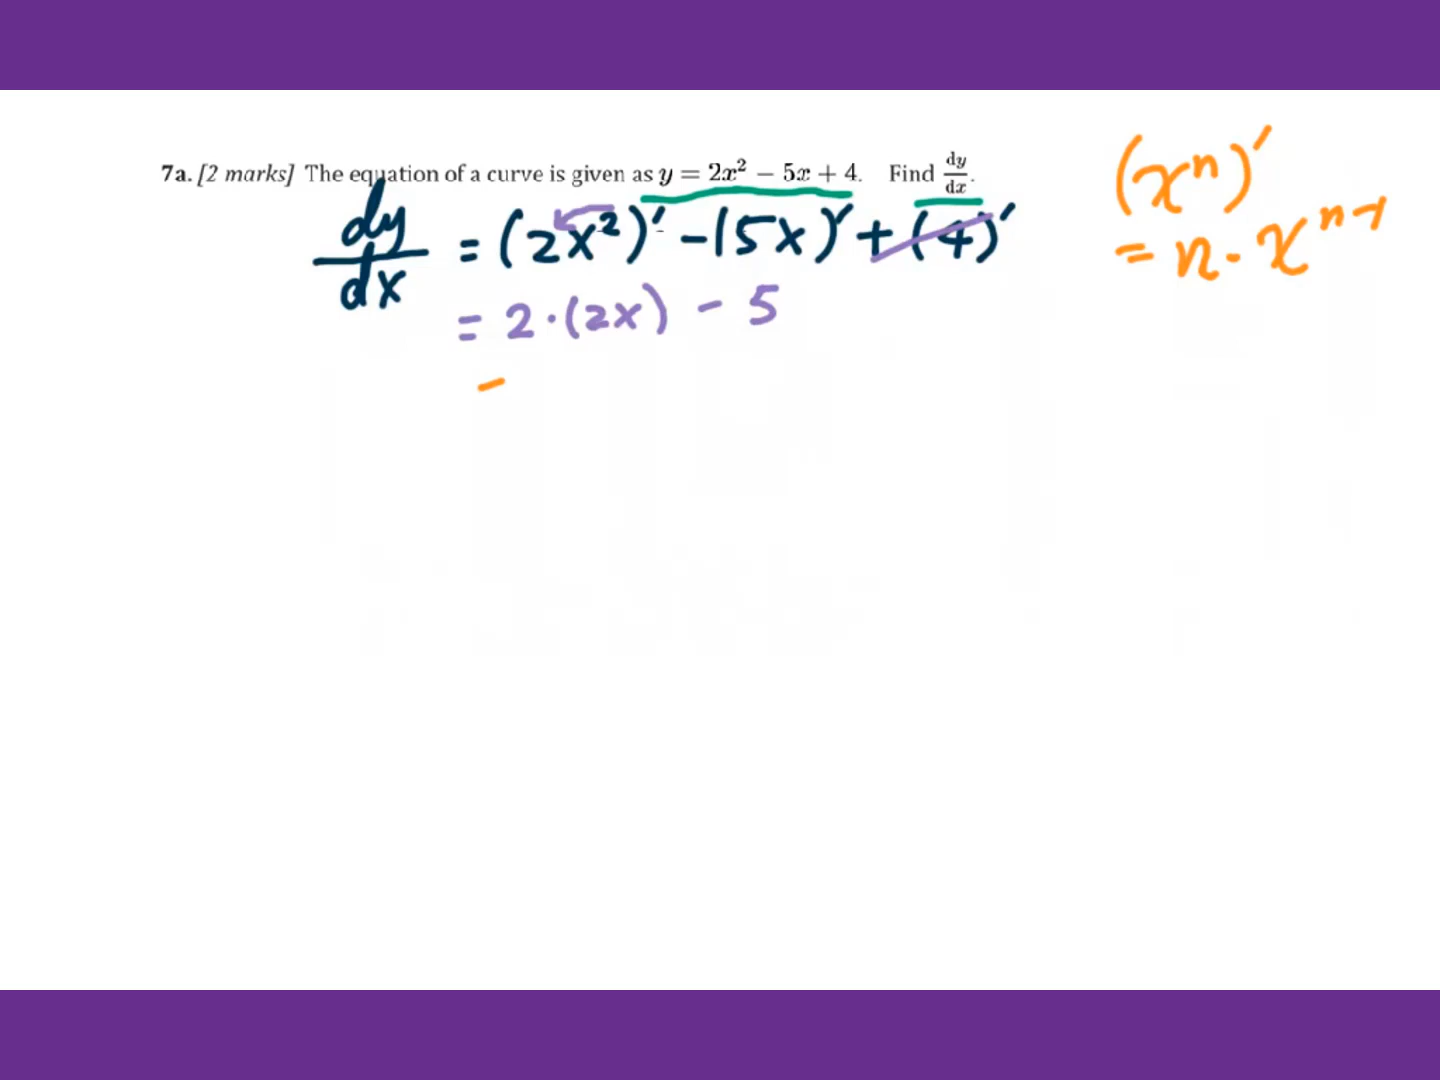 7a. [2 marks] The equation of a curve is given as y = 2x² − 5x + 4. Find dy/dx.
dy/dx = (2x²)′ − (5x)′ + (4)′
= 2 · (2x) − 5
(xⁿ)′
= n · xⁿ⁻¹